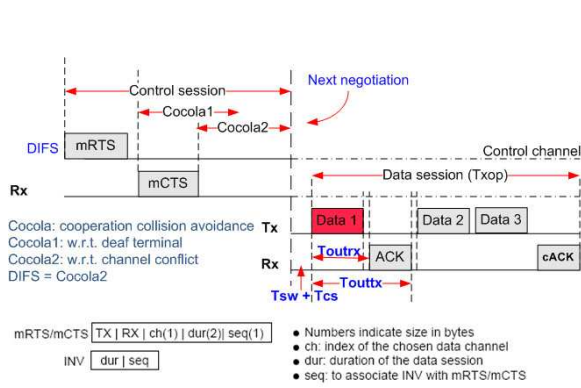 Control session
Next negotiation
Cocola1
Cocola2
DIFS
mRTS
Control channel
Rx
mCTS
Data session (Txop)
Cocola: cooperation collision avoidance
Cocola1: w.r.t. deaf terminal
Cocola2: w.r.t. channel conflict
DIFS = Cocola2
Tx
Data 1
Data 2
Data 3
Toutrx
Rx
ACK
cACK
Touttx
Tsw + Tcs
mRTS/mCTS TX | RX | ch(1) | dur(2)| seq(1)
INV dur | seq
• Numbers indicate size in bytes
• ch: index of the chosen data channel
• dur: duration of the data session
• seq: to associate INV with mRTS/mCTS